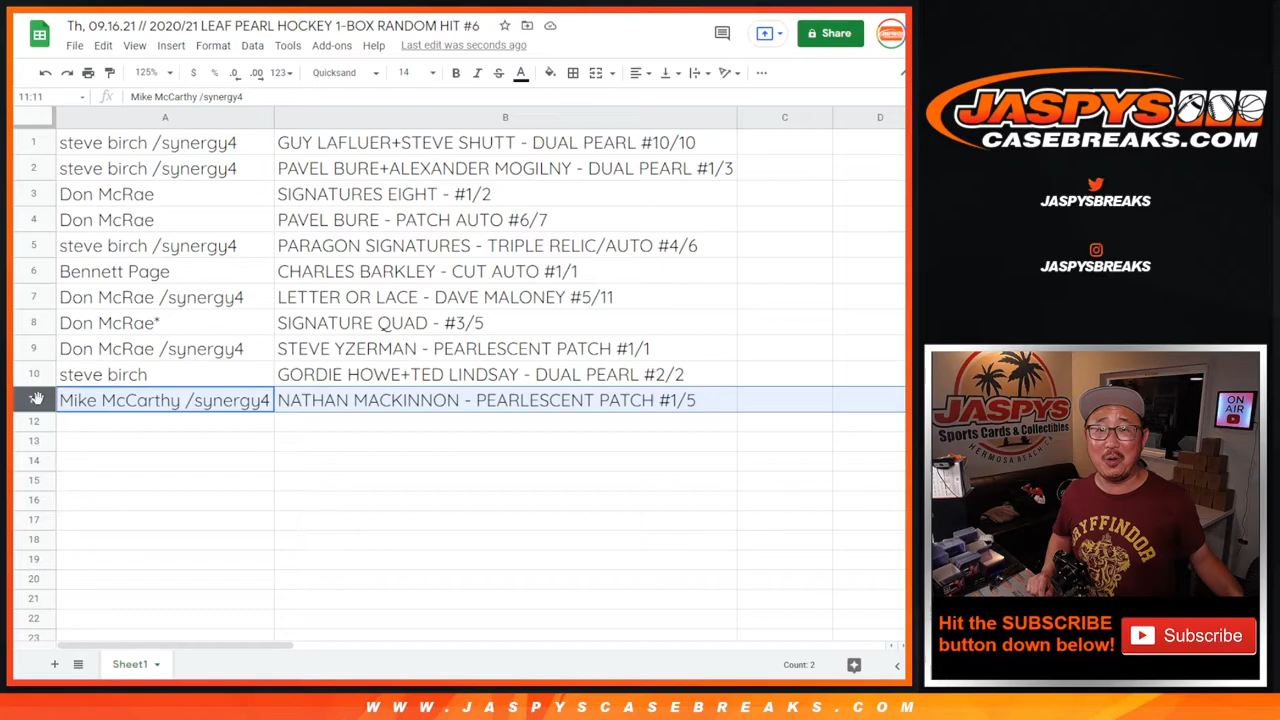 Th, 09.16.21 // 2020/21 LEAF PEARL HOCKEY 1-BOX RANDOM HIT #6
File Edit View Insert Format Data Tools Add-ons Help Last edit was seconds ago
Share
125% $ % .0 .00 123 Quicksand 14 B I S A
11:11 fx Mike McCarthy /synergy4
A B C D
1 steve birch /synergy4 GUY LAFLUER+STEVE SHUTT - DUAL PEARL #10/10
2 steve birch /synergy4 PAVEL BURE+ALEXANDER MOGILNY - DUAL PEARL #1/3
3 Don McRae SIGNATURES EIGHT - #1/2
4 Don McRae PAVEL BURE - PATCH AUTO #6/7
5 steve birch /synergy4 PARAGON SIGNATURES - TRIPLE RELIC/AUTO #4/6
6 Bennett Page CHARLES BARKLEY - CUT AUTO #1/1
7 Don McRae /synergy4 LETTER OR LACE - DAVE MALONEY #5/11
8 Don McRae* SIGNATURE QUAD - #3/5
9 Don McRae /synergy4 STEVE YZERMAN - PEARLESCENT PATCH #1/1
10 steve birch GORDIE HOWE+TED LINDSAY - DUAL PEARL #2/2
Mike McCarthy /synergy4 NATHAN MACKINNON - PEARLESCENT PATCH #1/5
12
13
14
15
16
17
18
19
20
21
22
23
Sheet1
Count: 2
JASPYS
CASEBREAKS.COM
JASPYSBREAKS
JASPYSBREAKS
JASPYS
Sports Cards & Collectibles
HERMOSA BEACH
ON
AIR
GRYFFINDOR
Hit the SUBSCRIBE
button down below!
Subscribe
WWW.JASPYSCASEBREAKS.COM